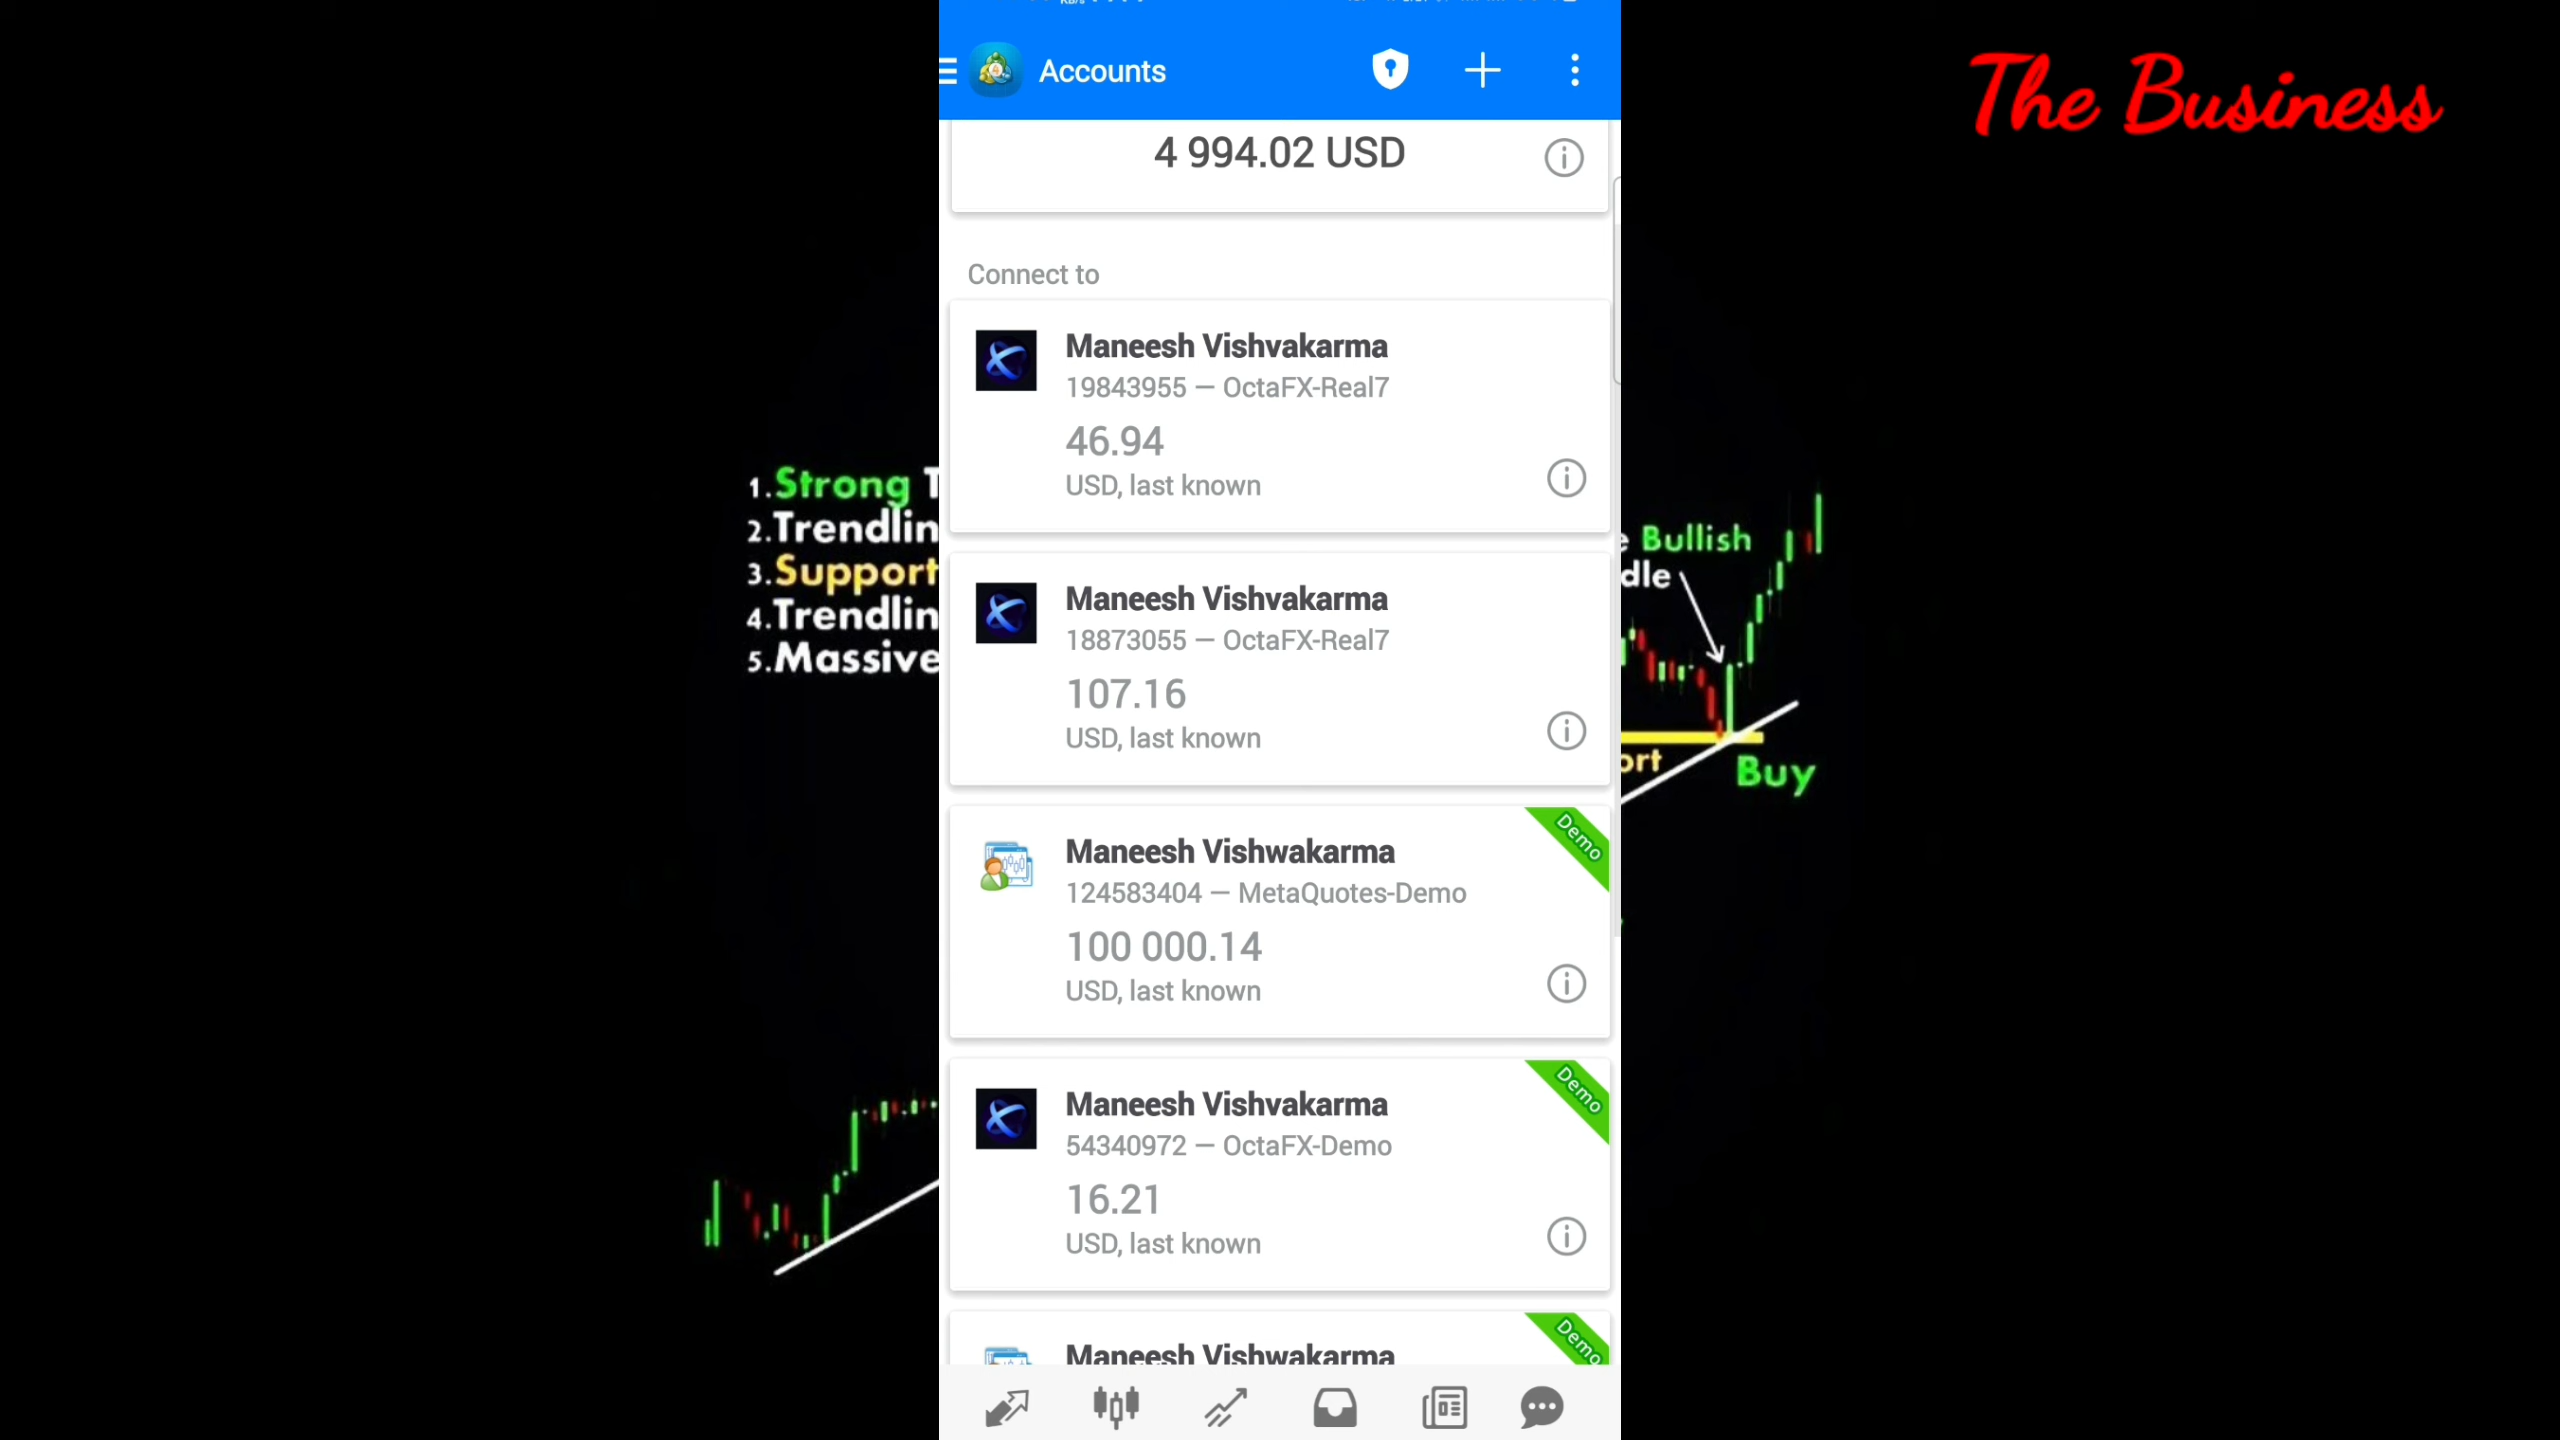 Accounts
The Business
4 994.02 USD
Connect to
Maneesh Vishvakarma
19843955 — OctaFX-Real7
46.94
USD, last known
Maneesh Vishvakarma
18873055 — OctaFX-Real7
107.16
USD, last known
Demo
Maneesh Vishwakarma
124583404 — MetaQuotes-Demo
100 000.14
USD, last known
Demo
Maneesh Vishvakarma
54340972 — OctaFX-Demo
16.21
USD, last known
Demo
Maneesh Vishwakarma
1.Strong T
2.Trendlin
3.Support
4.Trendlin
5.Massive
e Bullish
dle
ort
Buy